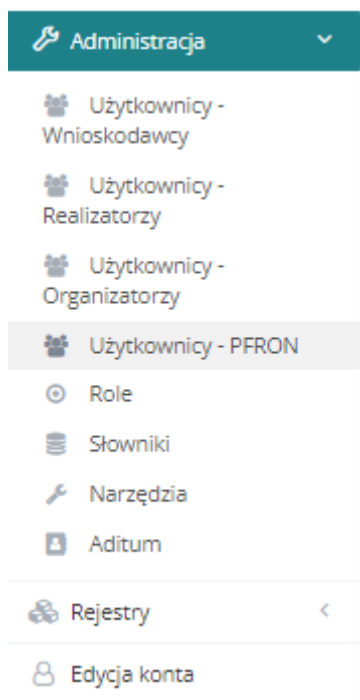 Administracja
Użytkownicy -
Wnioskodawcy
Użytkownicy -
Realizatorzy
Użytkownicy -
Organizatorzy
Użytkownicy - PFRON
Role
Słowniki
Narzędzia
Aditum
Rejestry
Edycja konta